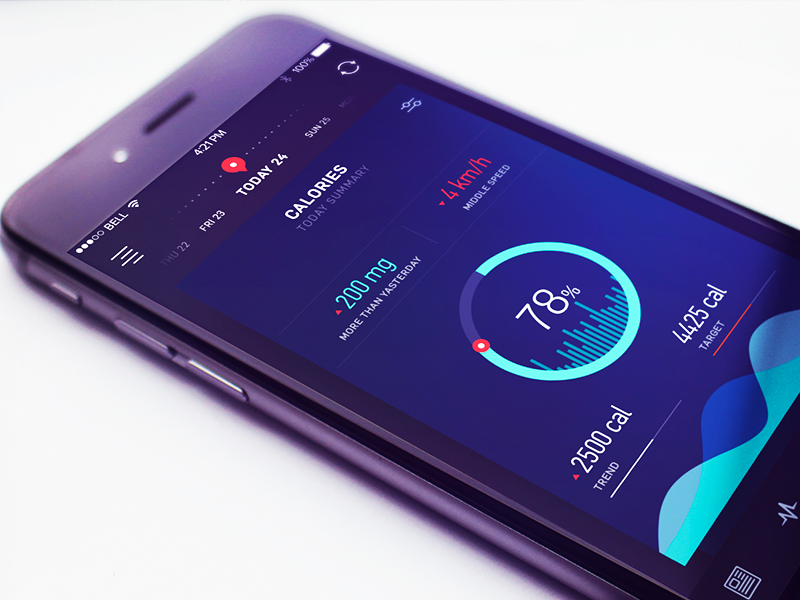 BELL 4:21 PM 100%
THU 22 FRI 23 TODAY 24 SUN 25
CALORIES
TODAY SUMMARY
200 mg
MORE THAN YASTERDAY
4 km/h
MIDDLE SPEED
78%
2500 cal
TREND
4425 cal
TARGET